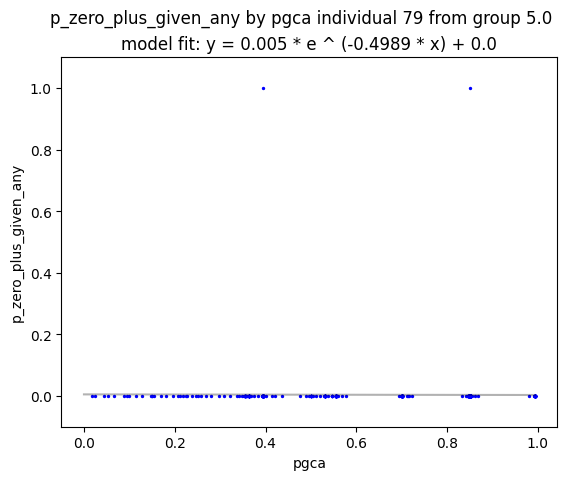 p_zero_plus_given_any by pgca individual 79 from group 5.0
model fit: y = 0.005 * e ^ (-0.4989 * x) + 0.0
1.0
0.8
0.6
0.4
0.2
0.0
p_zero_plus_given_any
0.0 0.2 0.4 0.6 0.8 1.0
pgca